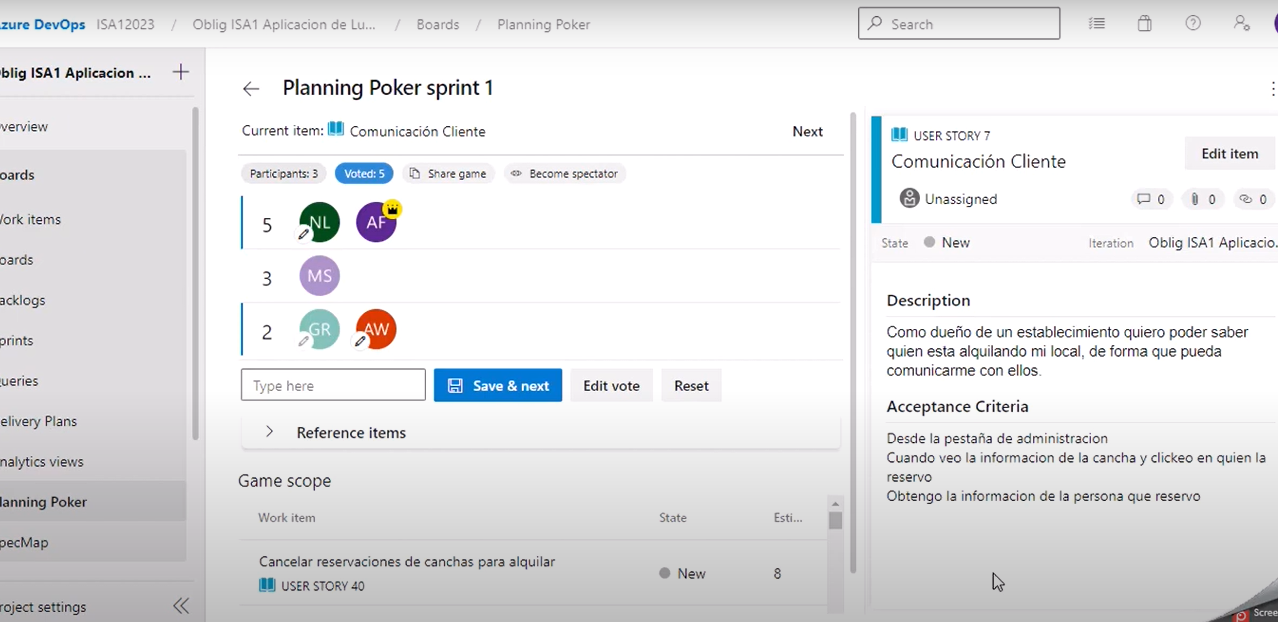 zure DevOps ISA12023 / Oblig ISA1 Aplicacion de Lu... / Boards / Planning Poker
Search
blig ISA1 Aplicacion ...
verview
oards
ork items
oards
acklogs
prints
ueries
elivery Plans
nalytics views
lanning Poker
pecMap
roject settings
Planning Poker sprint 1
Current item: Comunicación Cliente
Next
Participants: 3 Voted: 5 Share game Become spectator
5 NL AF
3 MS
2 GR AW
Type here Save & next Edit vote Reset
Reference items
Game scope
Work item State Esti...
Cancelar reservaciones de canchas para alquilar
USER STORY 40
New 8
USER STORY 7
Comunicación Cliente
Edit item
Unassigned 0 0 0
State New Iteration Oblig ISA1 Aplicacio.
Description
Como dueño de un establecimiento quiero poder saber
quien esta alquilando mi local, de forma que pueda
comunicarme con ellos.
Acceptance Criteria
Desde la pestaña de administracion
Cuando veo la informacion de la cancha y clickeo en quien la
reservo
Obtengo la informacion de la persona que reservo
Scree